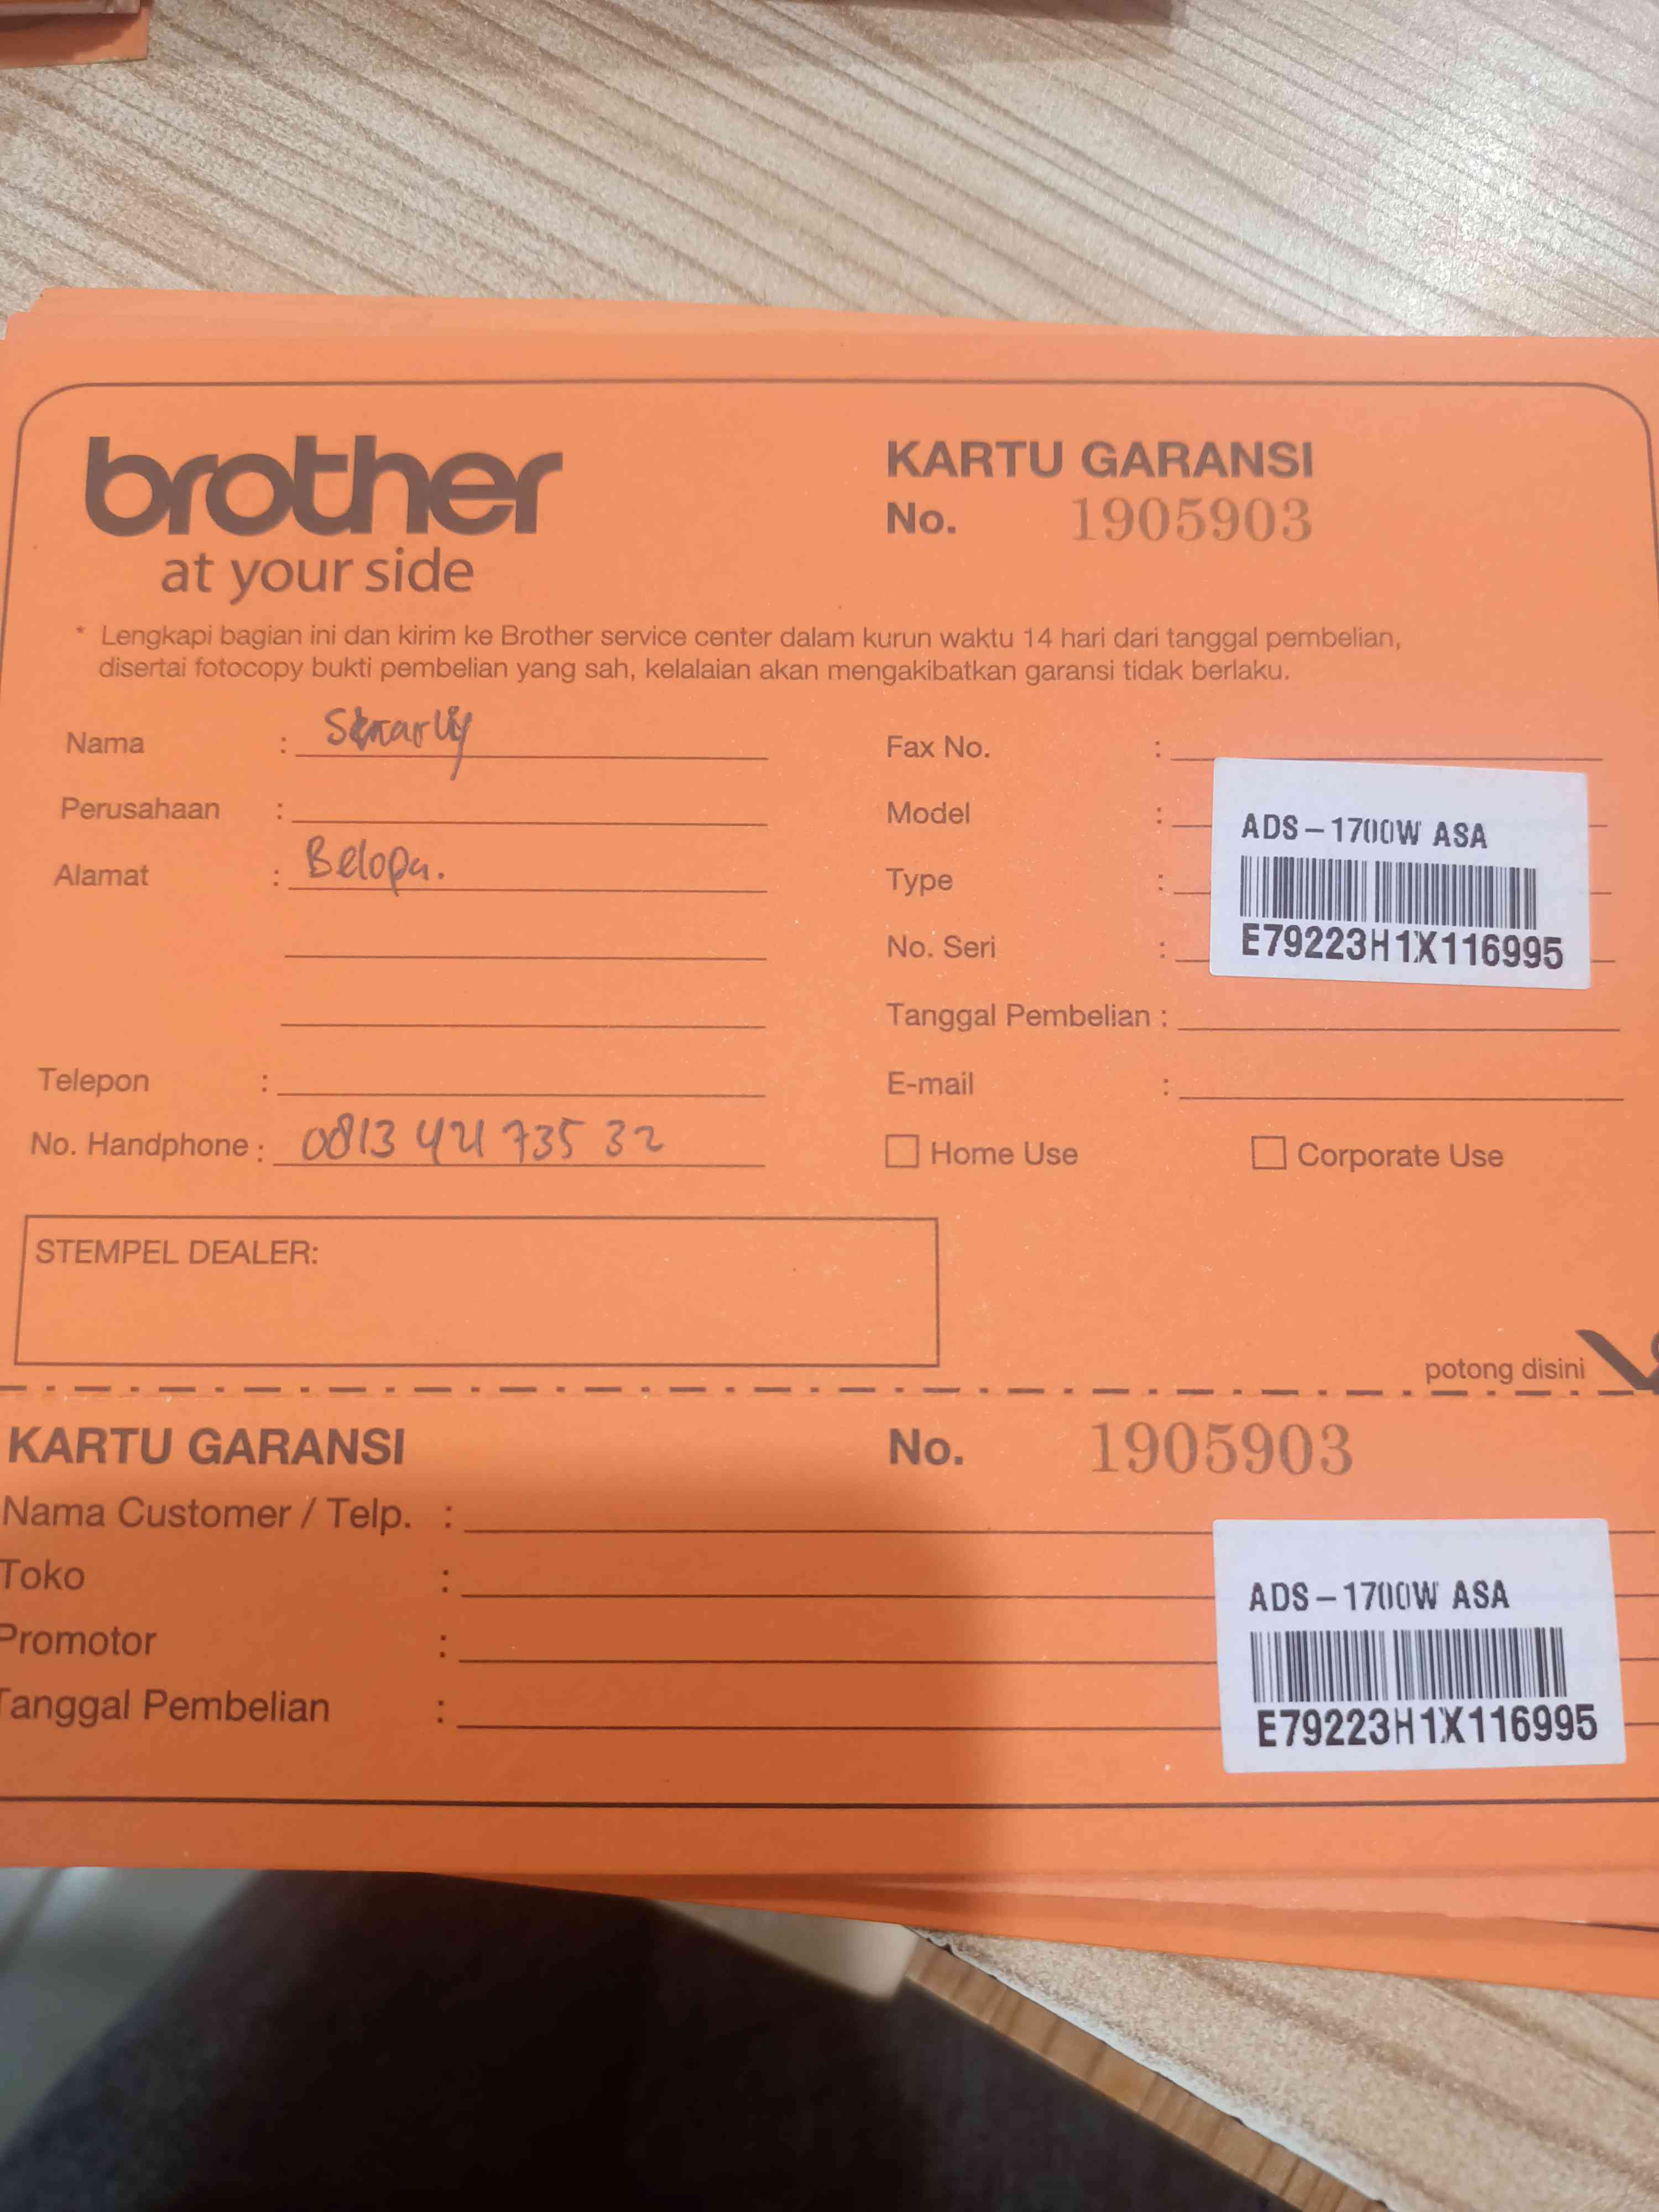 brother
at your side
KARTU GARANSI
No. 1905903
* Lengkapi bagian ini dan kirim ke Brother service center dalam kurun waktu 14 hari dari tanggal pembelian,
disertai fotocopy bukti pembelian yang sah, kelalaian akan mengakibatkan garansi tidak berlaku.
Nama :
Perusahaan :
Alamat : Belopa.
Telepon :
No. Handphone : 0813 421 735 32
Fax No. :
Model :
Type :
No. Seri :
ADS-1700W ASA
E79223H1X116995
Tanggal Pembelian :
E-mail :
Home Use Corporate Use
STEMPEL DEALER:
potong disini
KARTU GARANSI No. 1905903
Nama Customer / Telp. :
Toko :
Promotor :
Tanggal Pembelian :
ADS-1700W ASA
E79223H1X116995